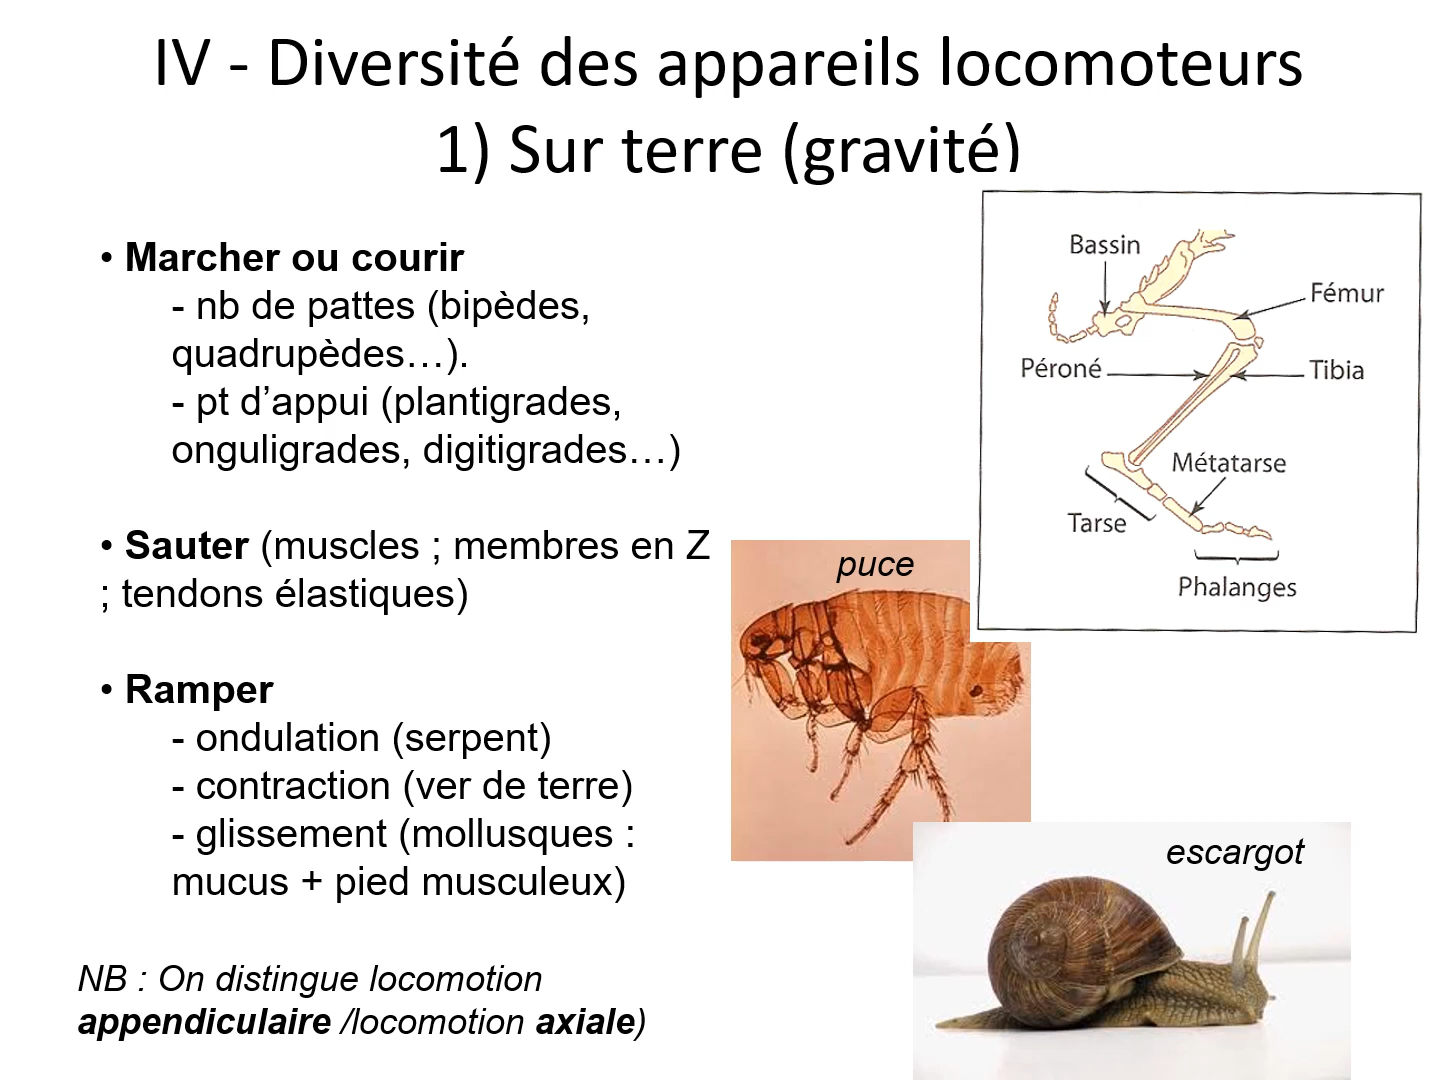 IV - Diversité des appareils locomoteurs
1) Sur terre (gravité)
• Marcher ou courir
- nb de pattes (bipèdes,
quadrupèdes…).
- pt d’appui (plantigrades,
onguligrades, digitigrades…)
• Sauter (muscles ; membres en Z
; tendons élastiques)
• Ramper
- ondulation (serpent)
- contraction (ver de terre)
- glissement (mollusques :
mucus + pied musculeux)
NB : On distingue locomotion
appendiculaire /locomotion axiale)
Bassin
Fémur
Péroné
Tibia
Métatarse
Tarse
Phalanges
puce
escargot